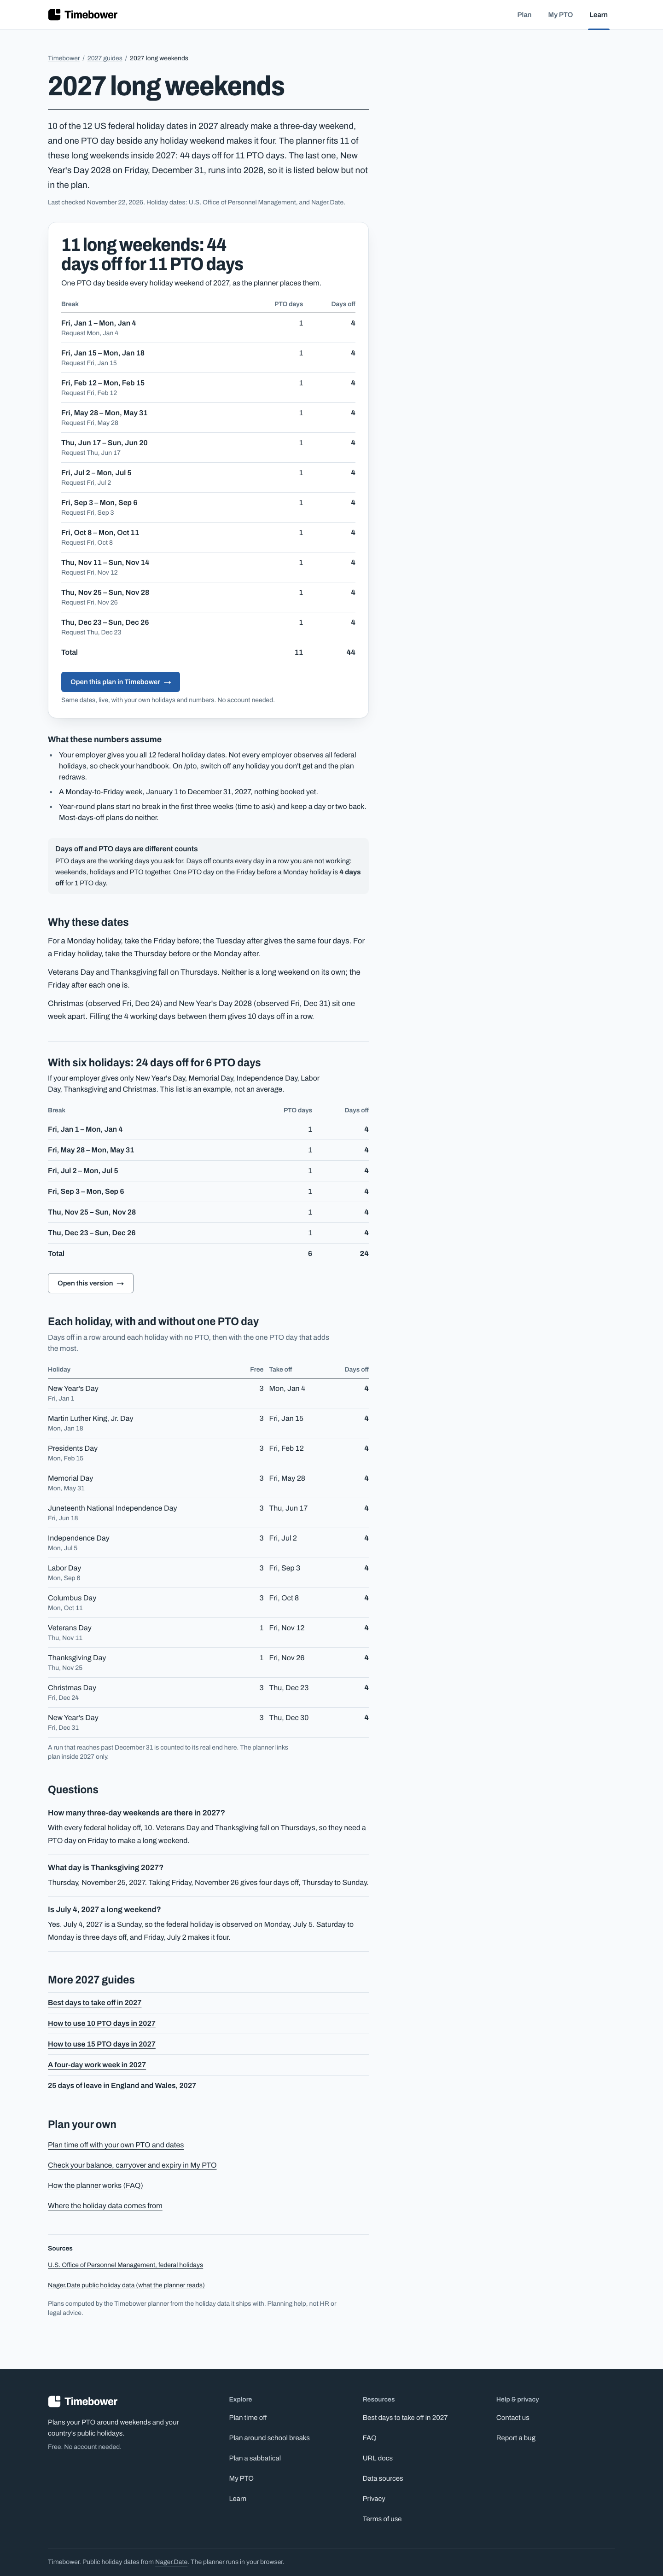 Timebower
Plan
My PTO
Learn
Timebower / 2027 guides / 2027 long weekends
2027 long weekends
10 of the 12 US federal holiday dates in 2027 already make a three-day weekend,
and one PTO day beside any holiday weekend makes it four. The planner fits 11 of
these long weekends inside 2027: 44 days off for 11 PTO days. The last one, New
Year's Day 2028 on Friday, December 31, runs into 2028, so it is listed below but not
in the plan.
Last checked November 22, 2026. Holiday dates: U.S. Office of Personnel Management, and Nager.Date.
11 long weekends: 44
days off for 11 PTO days
One PTO day beside every holiday weekend of 2027, as the planner places them.
Break PTO days Days off
Fri, Jan 1 – Mon, Jan 4 1 4
Request Mon, Jan 4
Fri, Jan 15 – Mon, Jan 18 1 4
Request Fri, Jan 15
Fri, Feb 12 – Mon, Feb 15 1 4
Request Fri, Feb 12
Fri, May 28 – Mon, May 31 1 4
Request Fri, May 28
Thu, Jun 17 – Sun, Jun 20 1 4
Request Thu, Jun 17
Fri, Jul 2 – Mon, Jul 5 1 4
Request Fri, Jul 2
Fri, Sep 3 – Mon, Sep 6 1 4
Request Fri, Sep 3
Fri, Oct 8 – Mon, Oct 11 1 4
Request Fri, Oct 8
Thu, Nov 11 – Sun, Nov 14 1 4
Request Fri, Nov 12
Thu, Nov 25 – Sun, Nov 28 1 4
Request Fri, Nov 26
Thu, Dec 23 – Sun, Dec 26 1 4
Request Thu, Dec 23
Total 11 44
Open this plan in Timebower →
Same dates, live, with your own holidays and numbers. No account needed.
What these numbers assume
• Your employer gives you all 12 federal holiday dates. Not every employer observes all federal
holidays, so check your handbook. On /pto, switch off any holiday you don't get and the plan
redraws.
• A Monday-to-Friday week, January 1 to December 31, 2027, nothing booked yet.
• Year-round plans start no break in the first three weeks (time to ask) and keep a day or two back.
Most-days-off plans do neither.
Days off and PTO days are different counts
PTO days are the working days you ask for. Days off counts every day in a row you are not working:
weekends, holidays and PTO together. One PTO day on the Friday before a Monday holiday is 4 days
off for 1 PTO day.
Why these dates
For a Monday holiday, take the Friday before; the Tuesday after gives the same four days. For
a Friday holiday, take the Thursday before or the Monday after.
Veterans Day and Thanksgiving fall on Thursdays. Neither is a long weekend on its own; the
Friday after each one is.
Christmas (observed Fri, Dec 24) and New Year's Day 2028 (observed Fri, Dec 31) sit one
week apart. Filling the 4 working days between them gives 10 days off in a row.
With six holidays: 24 days off for 6 PTO days
If your employer gives only New Year's Day, Memorial Day, Independence Day, Labor
Day, Thanksgiving and Christmas. This list is an example, not an average.
Break PTO days Days off
Fri, Jan 1 – Mon, Jan 4 1 4
Fri, May 28 – Mon, May 31 1 4
Fri, Jul 2 – Mon, Jul 5 1 4
Fri, Sep 3 – Mon, Sep 6 1 4
Thu, Nov 25 – Sun, Nov 28 1 4
Thu, Dec 23 – Sun, Dec 26 1 4
Total 6 24
Open this version →
Each holiday, with and without one PTO day
Days off in a row around each holiday with no PTO, then with the one PTO day that adds
the most.
Holiday Free Take off Days off
New Year's Day 3 Mon, Jan 4 4
Fri, Jan 1
Martin Luther King, Jr. Day 3 Fri, Jan 15 4
Mon, Jan 18
Presidents Day 3 Fri, Feb 12 4
Mon, Feb 15
Memorial Day 3 Fri, May 28 4
Mon, May 31
Juneteenth National Independence Day 3 Thu, Jun 17 4
Fri, Jun 18
Independence Day 3 Fri, Jul 2 4
Mon, Jul 5
Labor Day 3 Fri, Sep 3 4
Mon, Sep 6
Columbus Day 3 Fri, Oct 8 4
Mon, Oct 11
Veterans Day 1 Fri, Nov 12 4
Thu, Nov 11
Thanksgiving Day 1 Fri, Nov 26 4
Thu, Nov 25
Christmas Day 3 Thu, Dec 23 4
Fri, Dec 24
New Year's Day 3 Thu, Dec 30 4
Fri, Dec 31
A run that reaches past December 31 is counted to its real end here. The planner links
plan inside 2027 only.
Questions
How many three-day weekends are there in 2027?
With every federal holiday off, 10. Veterans Day and Thanksgiving fall on Thursdays, so they need a
PTO day on Friday to make a long weekend.
What day is Thanksgiving 2027?
Thursday, November 25, 2027. Taking Friday, November 26 gives four days off, Thursday to Sunday.
Is July 4, 2027 a long weekend?
Yes. July 4, 2027 is a Sunday, so the federal holiday is observed on Monday, July 5. Saturday to
Monday is three days off, and Friday, July 2 makes it four.
More 2027 guides
Best days to take off in 2027
How to use 10 PTO days in 2027
How to use 15 PTO days in 2027
A four-day work week in 2027
25 days of leave in England and Wales, 2027
Plan your own
Plan time off with your own PTO and dates
Check your balance, carryover and expiry in My PTO
How the planner works (FAQ)
Where the holiday data comes from
Sources
U.S. Office of Personnel Management, federal holidays
Nager.Date public holiday data (what the planner reads)
Plans computed by the Timebower planner from the holiday data it ships with. Planning help, not HR or
legal advice.
Timebower
Plans your PTO around weekends and your
country's public holidays.
Free. No account needed.
Explore
Plan time off
Plan around school breaks
Plan a sabbatical
My PTO
Learn
Resources
Best days to take off in 2027
FAQ
URL docs
Data sources
Privacy
Terms of use
Help & privacy
Contact us
Report a bug
Timebower. Public holiday dates from Nager.Date. The planner runs in your browser.